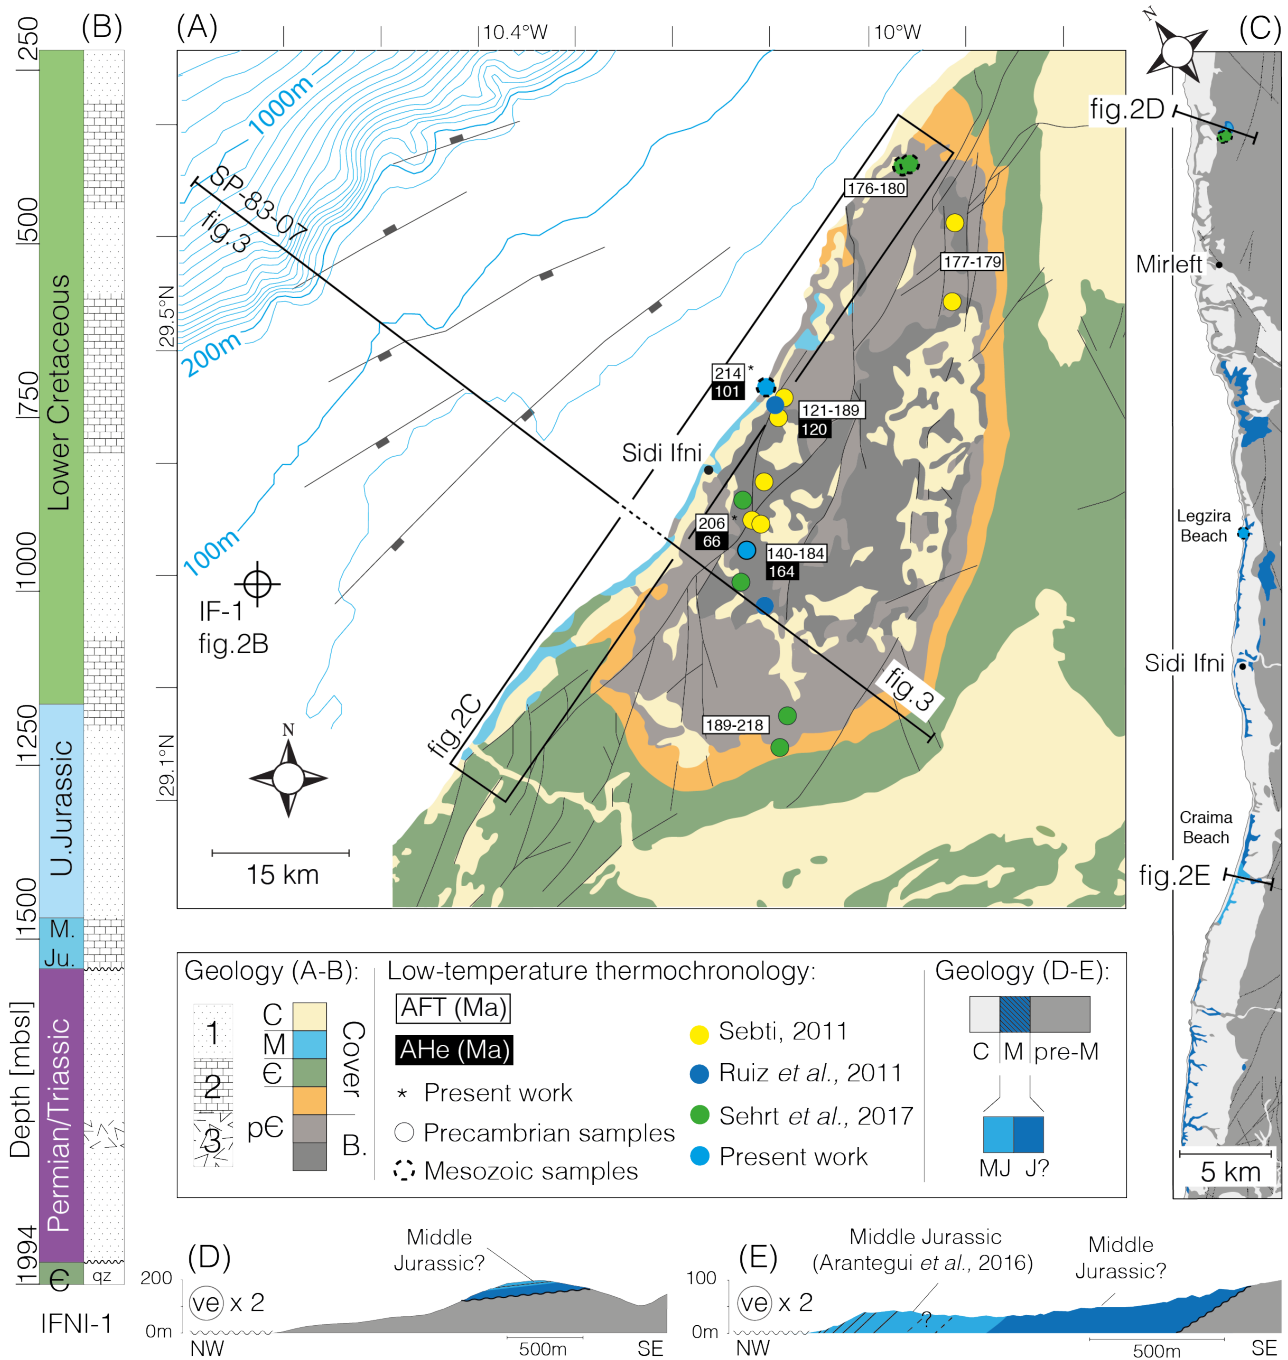 (B)
250
500
750
1000
1250
1500
1994
Depth [mbsl]
Lower Cretaceous
U.Jurassic
M.
Ju.
Permian/Triassic
Є
qz
IFNI-1
(A)
10.4°W
10°W
29.5°N
29.1°N
1000m
SP-83-07
fig.3
200m
100m
IF-1
fig.2B
N
15 km
fig.2C
Sidi Ifni
176-180
177-179
214 *
101
121-189
120
206 *
66
140-184
164
189-218
fig.3
(C)
N
fig.2D
Mirleft
Legzira
Beach
Sidi Ifni
Craima
Beach
fig.2E
5 km
Geology (A-B):
1
2
3
C
M
Є
pЄ
Cover
B.
Low-temperature thermochronology:
AFT (Ma)
AHe (Ma)
* Present work
Precambrian samples
Mesozoic samples
Sebti, 2011
Ruiz et al., 2011
Sehrt et al., 2017
Present work
Geology (D-E):
C M pre-M
MJ J?
(D)
Middle
Jurassic?
200
ve x 2
0m
NW
500m
SE
(E)
Middle Jurassic
(Arantegui et al., 2016)
Middle
Jurassic?
100
ve x 2
?
0m
NW
500m
SE